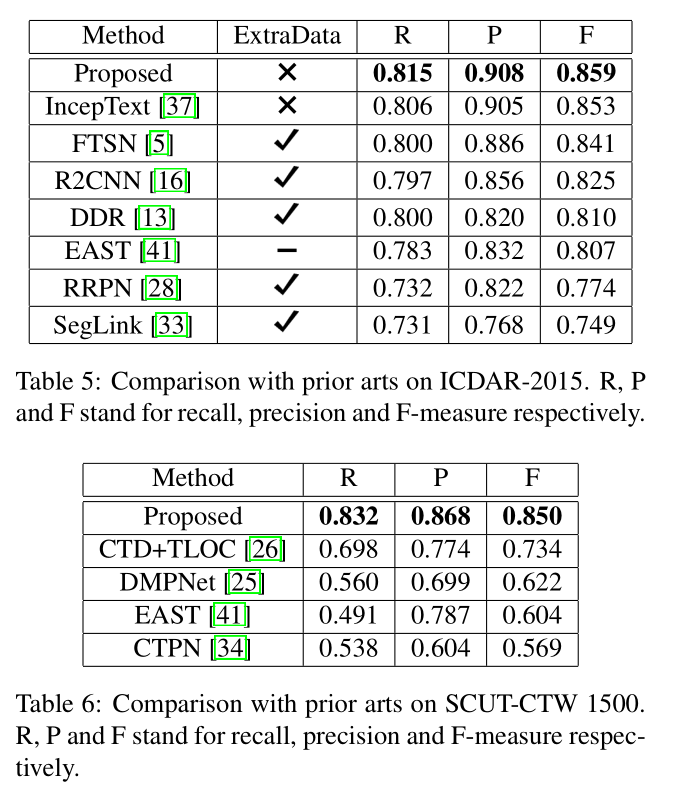 Method ExtraData R P F
Proposed ✕ 0.815 0.908 0.859
IncepText [37] ✕ 0.806 0.905 0.853
FTSN [5] ✓ 0.800 0.886 0.841
R2CNN [16] ✓ 0.797 0.856 0.825
DDR [13] ✓ 0.800 0.820 0.810
EAST [41] − 0.783 0.832 0.807
RRPN [28] ✓ 0.732 0.822 0.774
SegLink [33] ✓ 0.731 0.768 0.749
Table 5: Comparison with prior arts on ICDAR-2015. R, P
and F stand for recall, precision and F-measure respectively.
Method R P F
Proposed 0.832 0.868 0.850
CTD+TLOC [26] 0.698 0.774 0.734
DMPNet [25] 0.560 0.699 0.622
EAST [41] 0.491 0.787 0.604
CTPN [34] 0.538 0.604 0.569
Table 6: Comparison with prior arts on SCUT-CTW 1500.
R, P and F stand for recall, precision and F-measure respec-
tively.